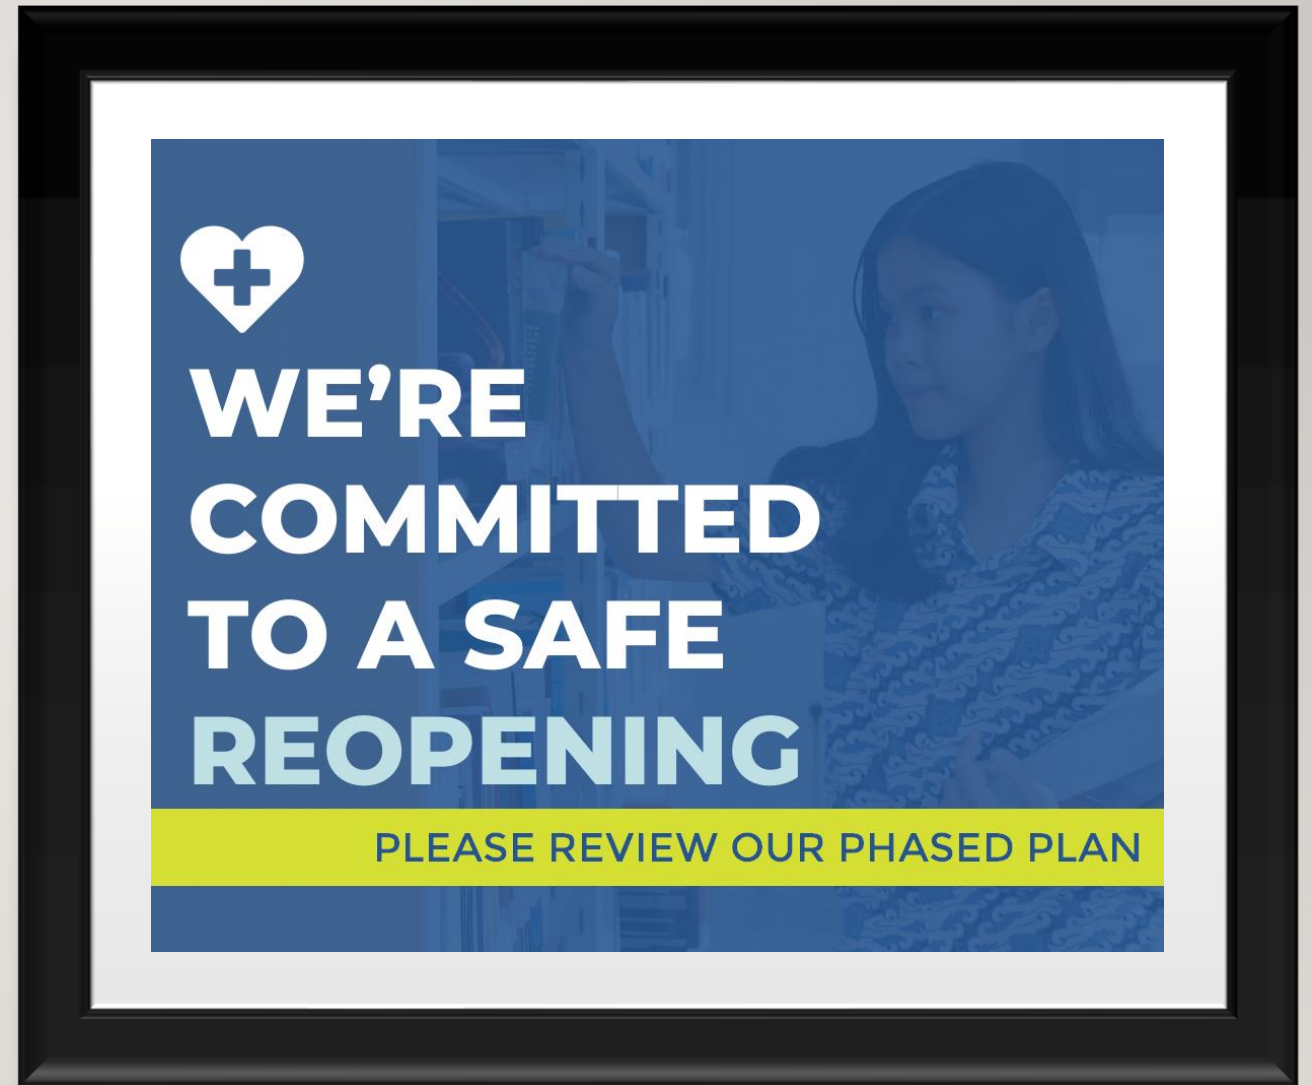 WE’RE
COMMITTED
TO A SAFE
REOPENING
PLEASE REVIEW OUR PHASED PLAN